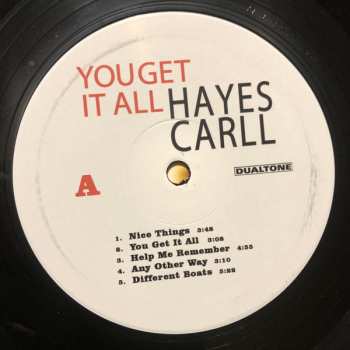 YOU GET
IT ALL HAYES
CARLL
DUALTONE
A
1. Nice Things 3:48
2. You Get It All 3:08
3. Help Me Remember 4:55
4. Any Other Way 3:10
5. Different Boats 5:22